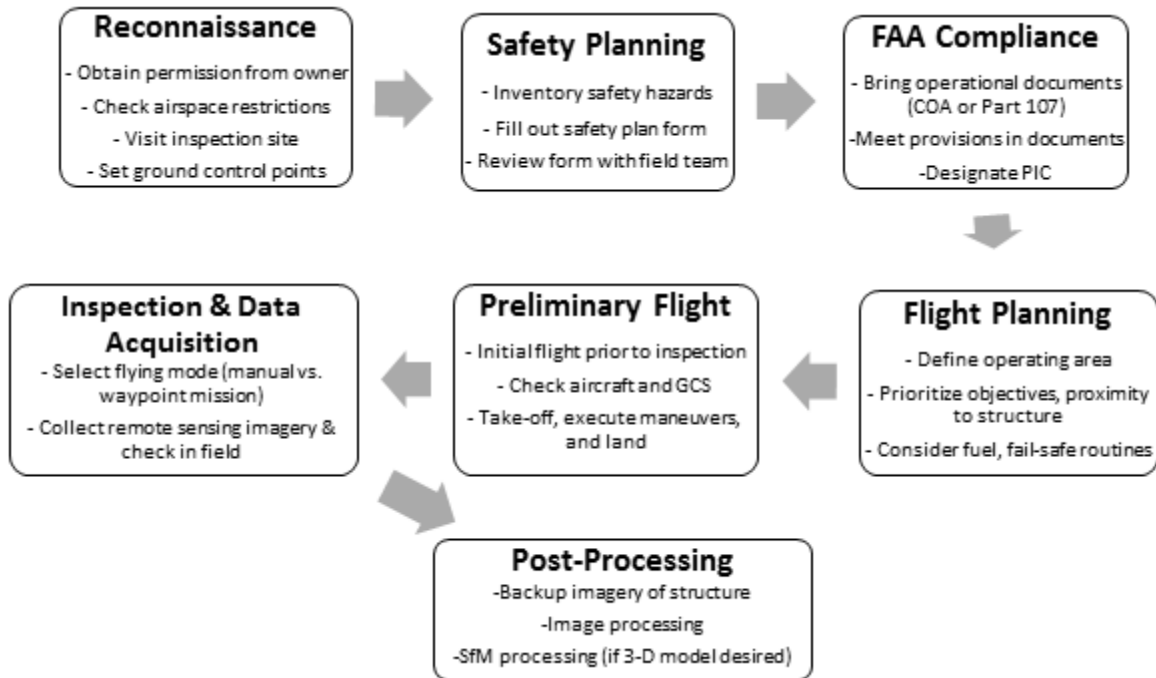 Reconnaissance
- Obtain permission from owner
- Check airspace restrictions
- Visit inspection site
- Set ground control points
Safety Planning
- Inventory safety hazards
- Fill out safety plan form
- Review form with field team
FAA Compliance
- Bring operational documents
(COA or Part 107)
-Meet provisions in documents
-Designate PIC
Flight Planning
- Define operating area
- Prioritize objectives, proximity
to structure
- Consider fuel, fail-safe routines
Preliminary Flight
- Initial flight prior to inspection
- Check aircraft and GCS
- Take-off, execute maneuvers,
and land
Inspection & Data
Acquisition
- Select flying mode (manual vs.
waypoint mission)
- Collect remote sensing imagery &
check in field
Post-Processing
-Backup imagery of structure
-Image processing
-SfM processing (if 3-D model desired)